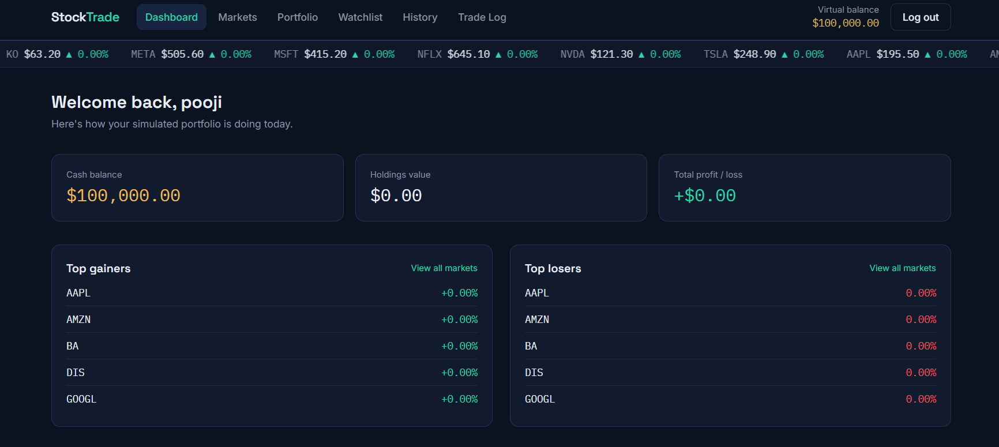 StockTrade Dashboard Markets Portfolio Watchlist History Trade Log Virtual balance Log out
$100,000.00
KO $63.20 ▲ 0.00% META $505.60 ▲ 0.00% MSFT $415.20 ▲ 0.00% NFLX $645.10 ▲ 0.00% NVDA $121.30 ▲ 0.00% TSLA $248.90 ▲ 0.00% AAPL $195.50 ▲ 0.00%
Welcome back, pooji
Here's how your simulated portfolio is doing today.
Cash balance
$100,000.00
Holdings value
$0.00
Total profit / loss
+$0.00
Top gainers View all markets
AAPL +0.00%
AMZN +0.00%
BA +0.00%
DIS +0.00%
GOOGL +0.00%
Top losers View all markets
AAPL 0.00%
AMZN 0.00%
BA 0.00%
DIS 0.00%
GOOGL 0.00%